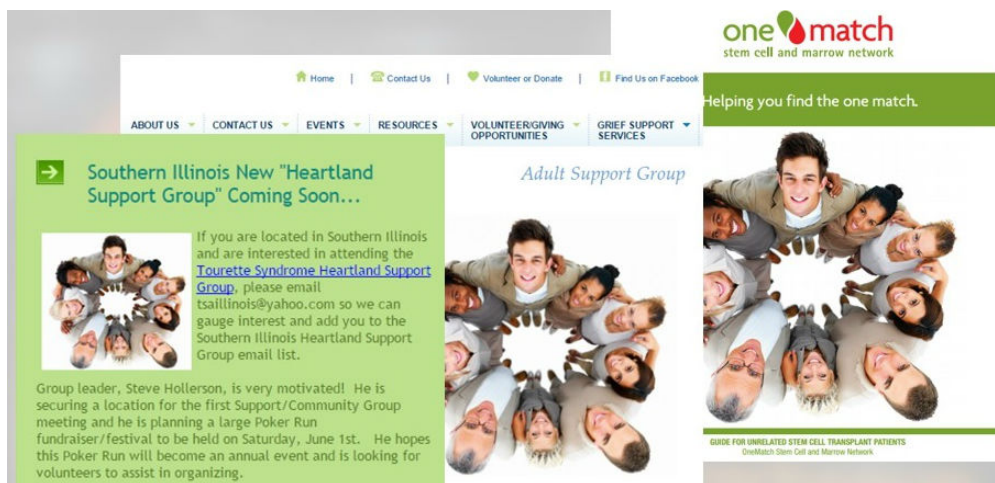 Home | Contact Us | Volunteer or Donate | Find Us on Facebook
ABOUT US CONTACT US EVENTS RESOURCES VOLUNTEER/GIVING OPPORTUNITIES GRIEF SUPPORT SERVICES
Adult Support Group
Southern Illinois New "Heartland
Support Group" Coming Soon...
If you are located in Southern Illinois
and are interested in attending the
Tourette Syndrome Heartland Support
Group, please email
tsaillinois@yahoo.com so we can
gauge interest and add you to the
Southern Illinois Heartland Support
Group email list.
Group leader, Steve Hollerson, is very motivated! He is
securing a location for the first Support/Community Group
meeting and he is planning a large Poker Run
fundraiser/festival to be held on Saturday, June 1st. He hopes
this Poker Run will become an annual event and is looking for
volunteers to assist in organizing.
one match
stem cell and marrow network
Helping you find the one match.
GUIDE FOR UNRELATED STEM CELL TRANSPLANT PATIENTS
OneMatch Stem Cell and Marrow Network